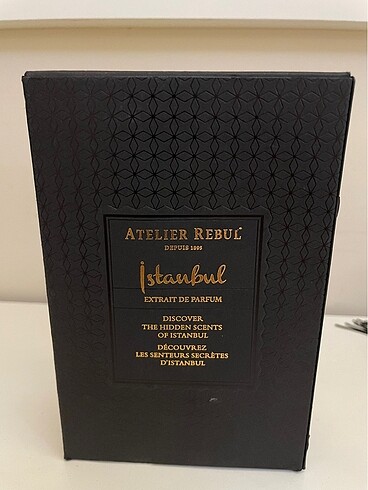 ATELIER REBUL
DEPUIS 1895
İstanbul
EXTRAIT DE PARFUM
DISCOVER
THE HIDDEN SCENTS
OF ISTANBUL
DÉCOUVREZ
LES SENTEURS SECRÈTES
D'ISTANBUL